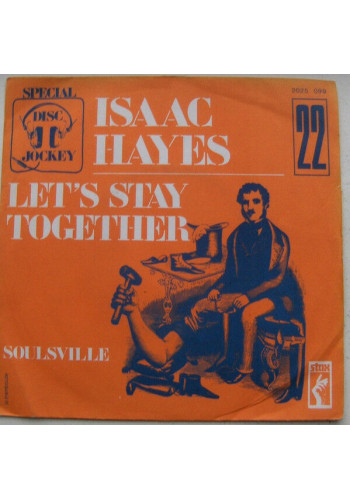 SPECIAL
DISC
JOCKEY
ISAAC
HAYES
22
LET'S STAY
TOGETHER
SOULSVILLE
stax